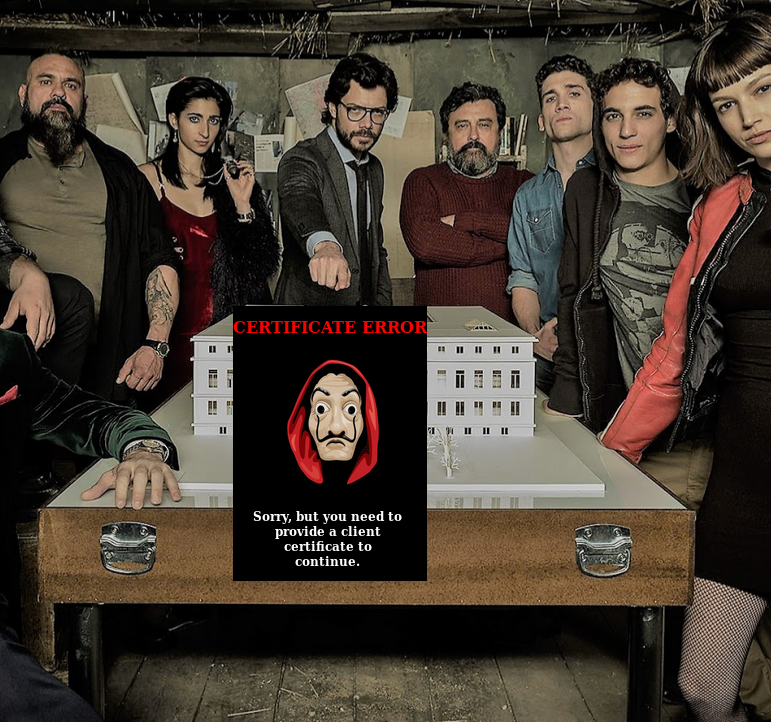 CERTIFICATE ERROR
Sorry, but you need to
provide a client
certificate to
continue.